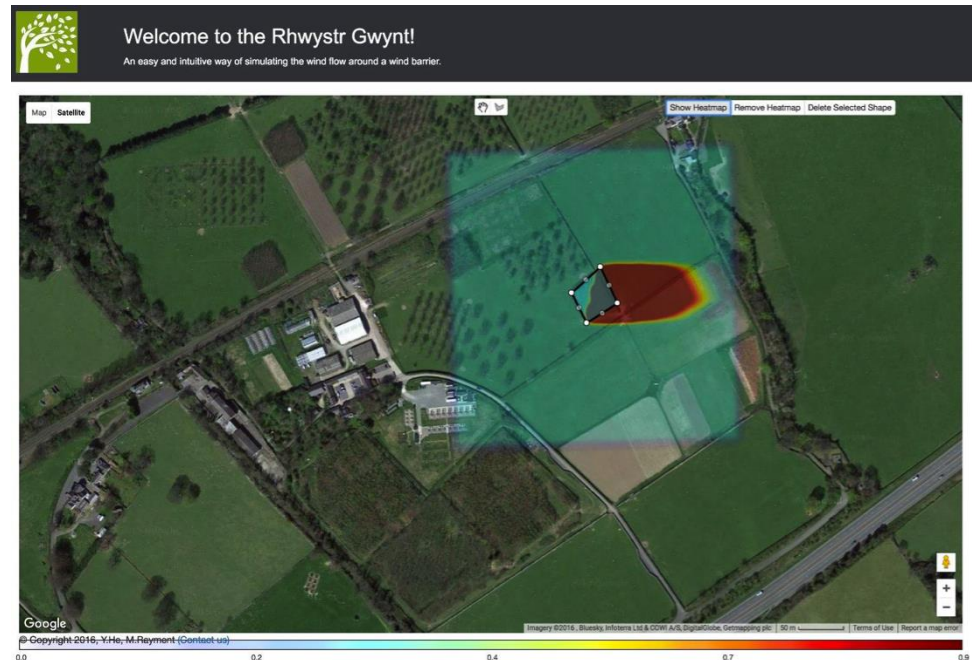 Welcome to the Rhwystr Gwynt!
An easy and intuitive way of simulating the wind flow around a wind barrier.
Map Satellite
Show Heatmap Remove Heatmap Delete Selected Shape
+
−
Google
Imagery ©2016 , Bluesky, Infoterra Ltd & COWI A/S, DigitalGlobe, Getmapping plc 50 m Terms of Use Report a map error
© Copyright 2016, Y.He, M.Rayment (Contact us)
0.0 0.2 0.4 0.7 0.9